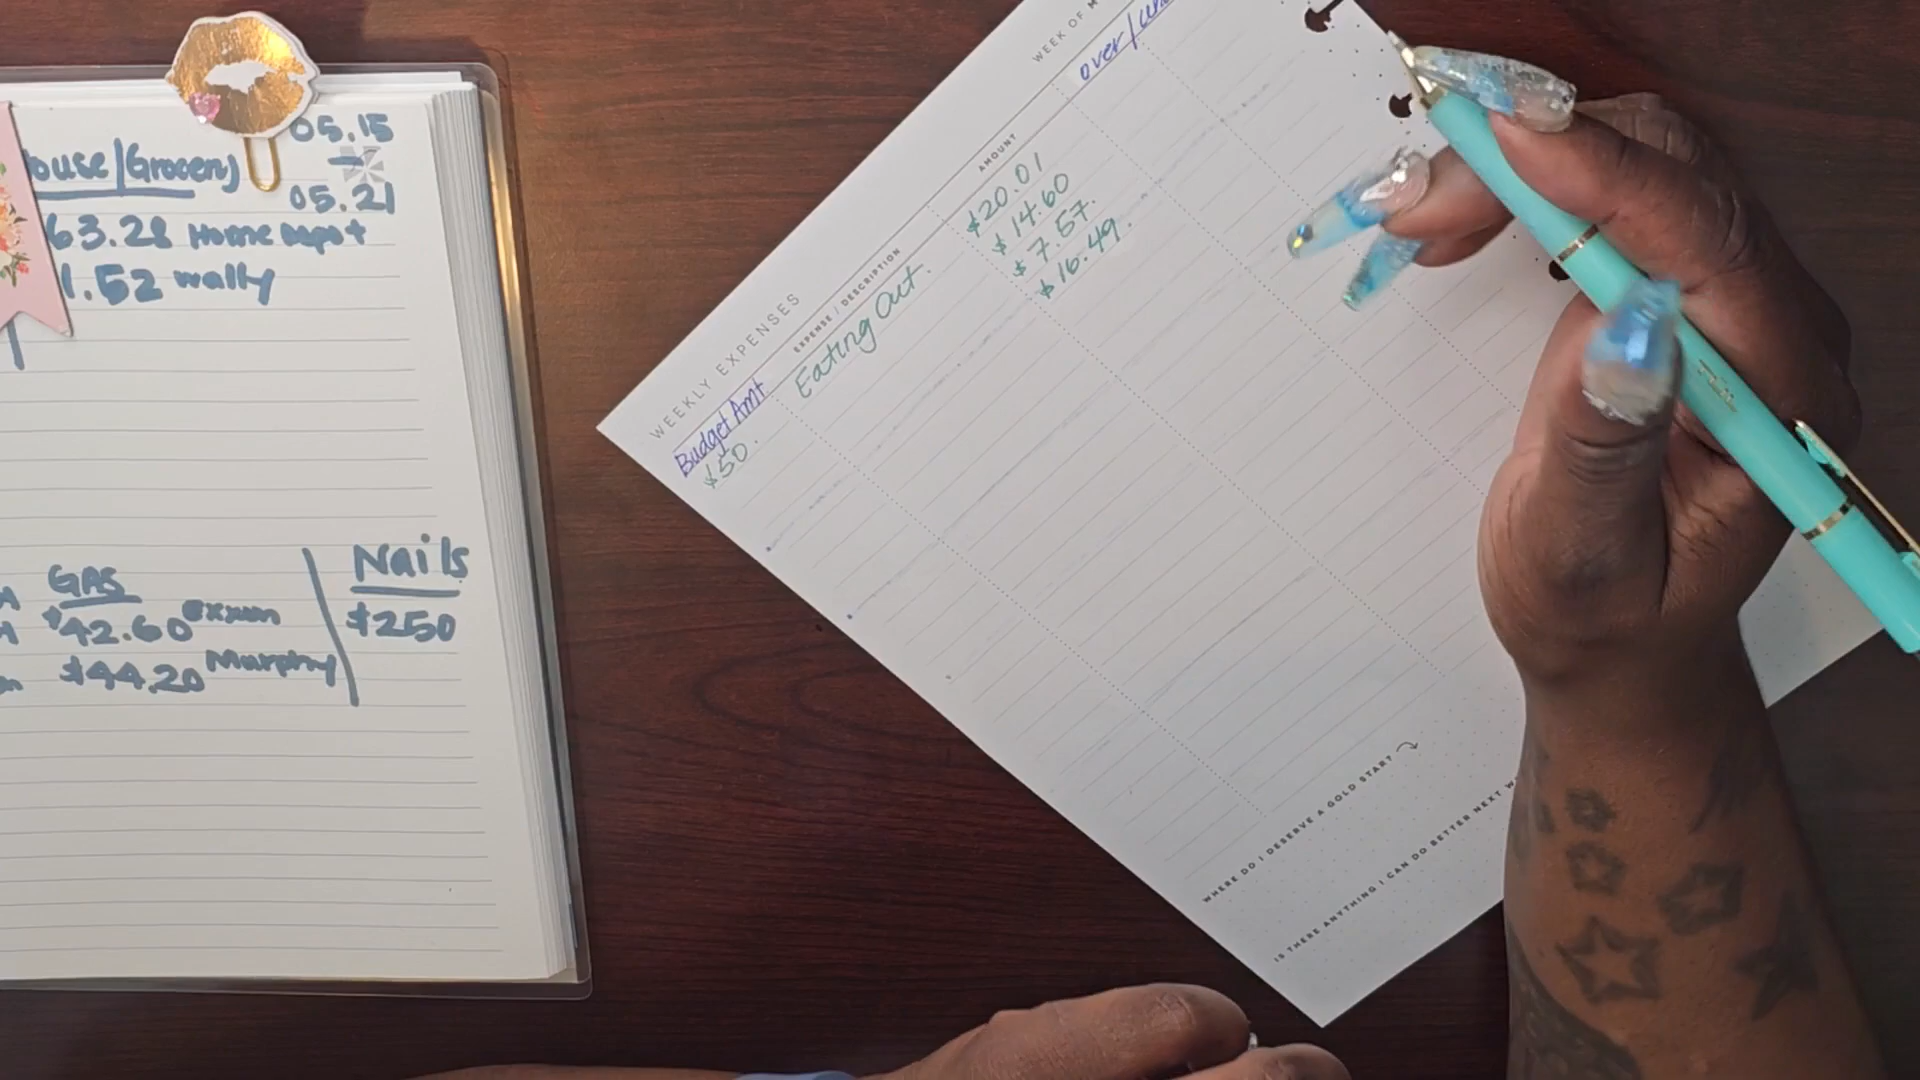 05.15
-
05.21
ouse/Grocery
63.28 Home Depot
1.52 wally
GAS
$42.60 exxon
$44.20 Murphy
Nails
$250
WEEKLY EXPENSES
WEEK OF
Budget Amt
EXPENSE / DESCRIPTION
AMOUNT
over/
$50.
Eating Out.
$20.01
$14.60
$7.57.
$16.49.
WHERE DO I DESERVE A GOLD STAR?
IS THERE ANYTHING I CAN DO BETTER NEXT